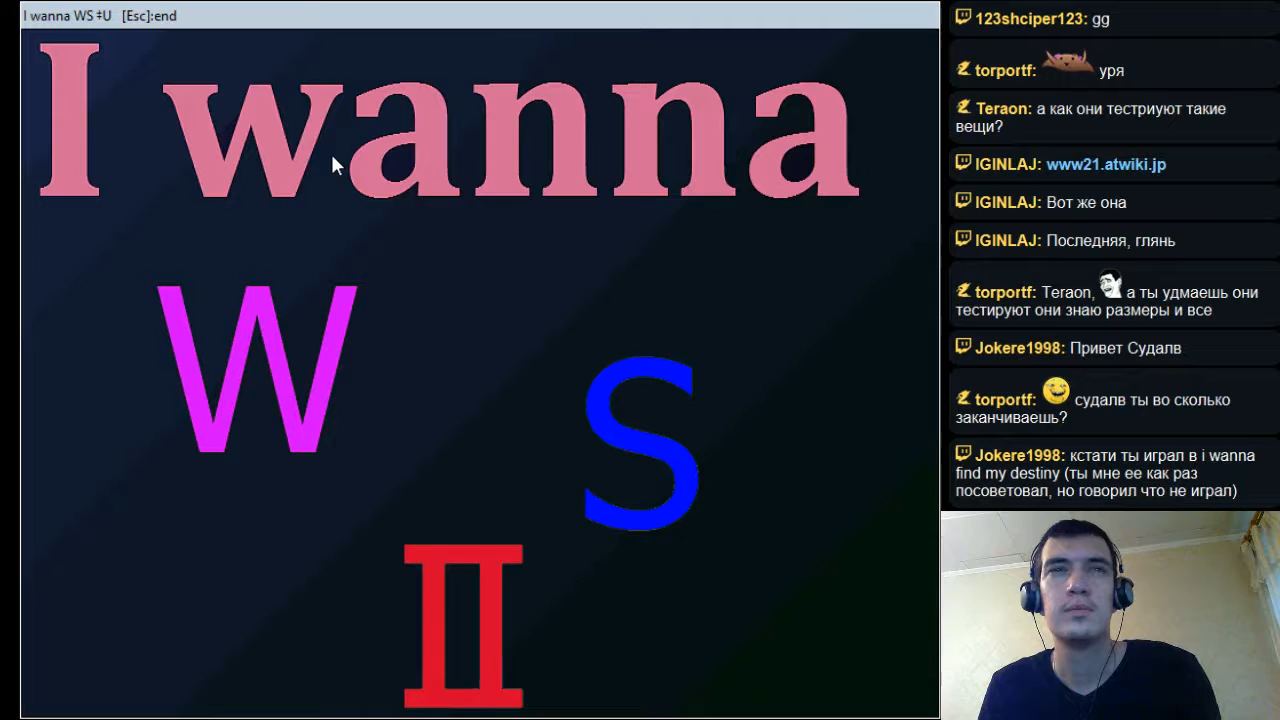 I wanna WS ‡U [Esc]:end
I wanna
W
S
II
123shciper123: gg
torportf: уря
Teraon: а как они тестриуют такие
вещи?
IGINLAJ: www21.atwiki.jp
IGINLAJ: Вот же она
IGINLAJ: Последняя, глянь
torportf: Teraon, а ты удмаешь они
тестируют они знаю размеры и все
Jokere1998: Привет Судалв
torportf: судалв ты во сколько
заканчиваешь?
Jokere1998: кстати ты играл в i wanna
find my destiny (ты мне ее как раз
посоветовал, но говорил что не играл)